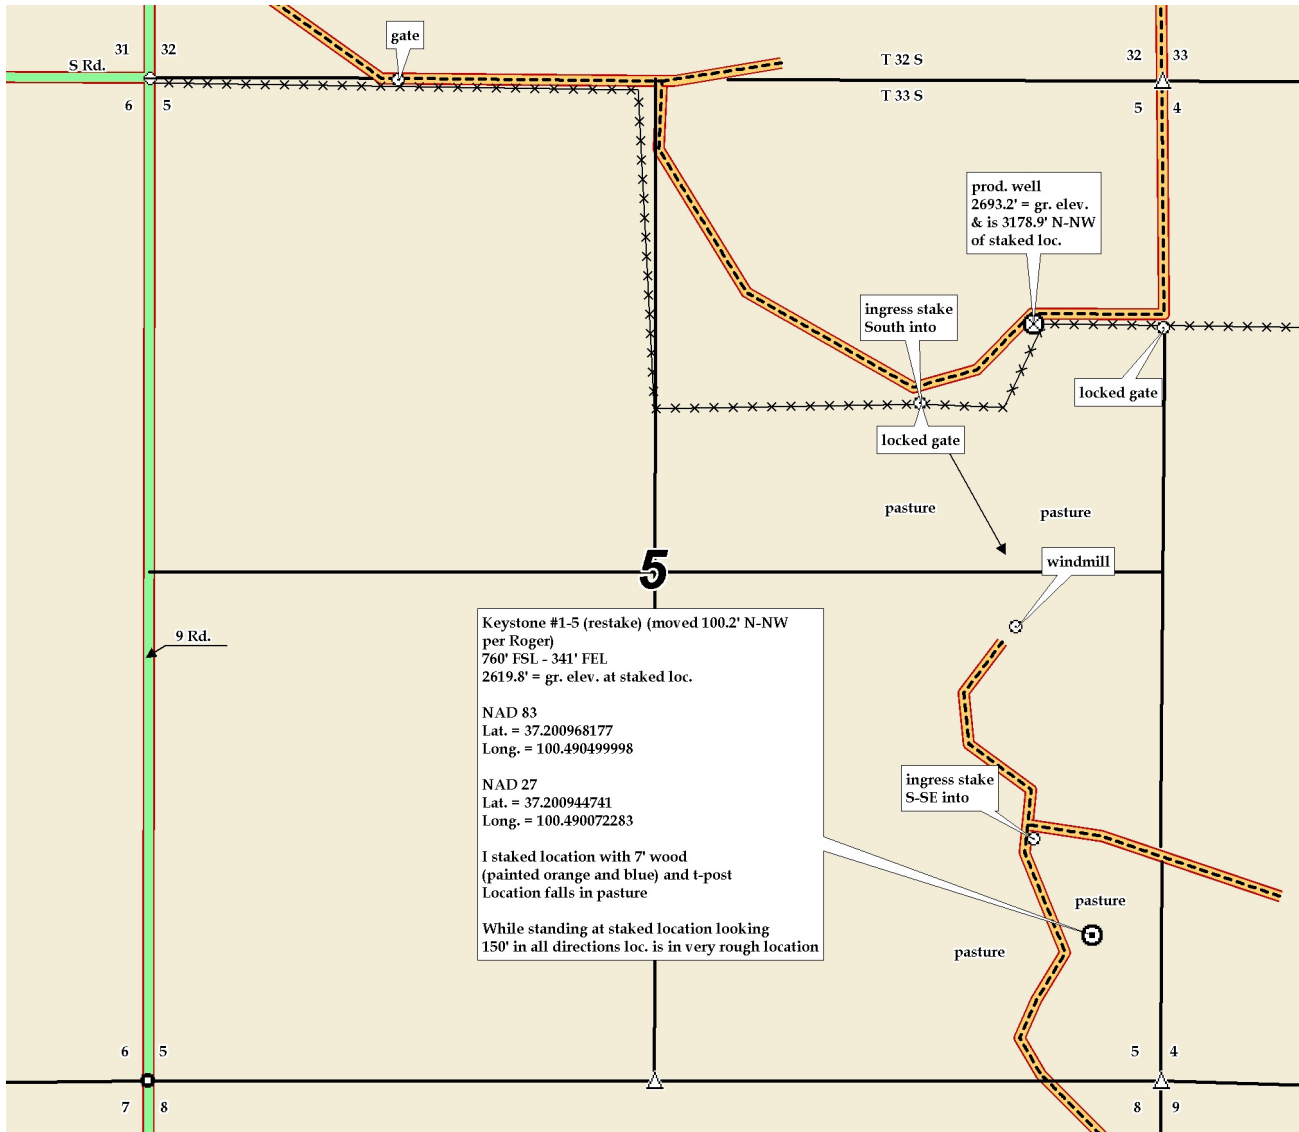 gate
31 32
S Rd.
6 5
T 32 S
T 33 S
32 33
5 4
prod. well
2693.2' = gr. elev.
& is 3178.9' N-NW
of staked loc.
ingress stake
South into
locked gate
locked gate
pasture
pasture
windmill
5
9 Rd.
Keystone #1-5 (restake) (moved 100.2' N-NW
per Roger)
760' FSL - 341' FEL
2619.8' = gr. elev. at staked loc.
NAD 83
Lat. = 37.200968177
Long. = 100.490499998
NAD 27
Lat. = 37.200944741
Long. = 100.490072283
I staked location with 7' wood
(painted orange and blue) and t-post
Location falls in pasture
While standing at staked location looking
150' in all directions loc. is in very rough location
ingress stake
S-SE into
pasture
pasture
6 5
7 8
5 4
8 9